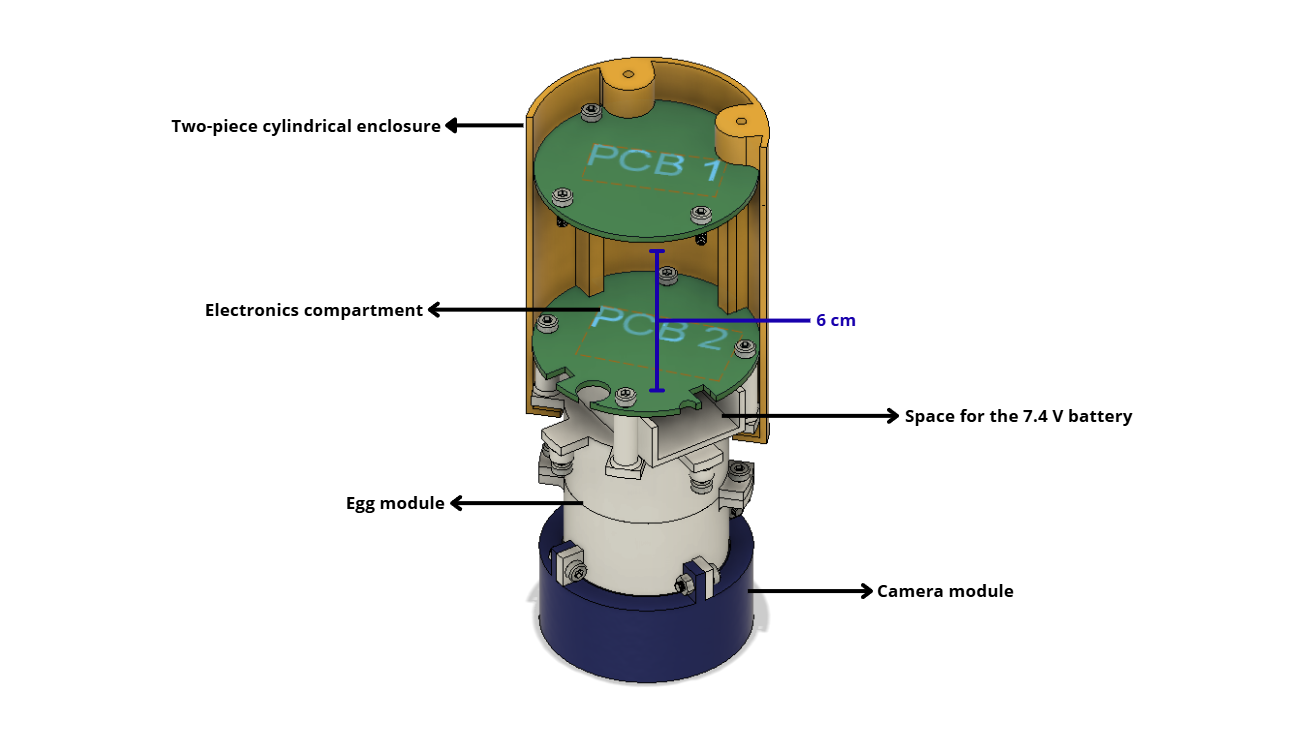 Two-piece cylindrical enclosure
PCB 1
Electronics compartment
PCB 2
6 cm
Space for the 7.4 V battery
Egg module
Camera module